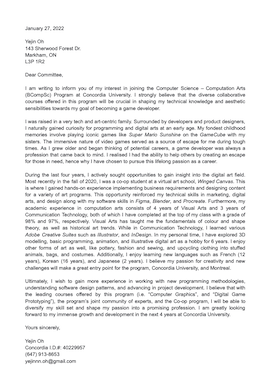 January 27, 2022
Yejin Oh
143 Sherwood Forest Dr.
Markham, ON
L3P 1R2
Dear Committee,
I am writing to inform you of my interest in joining the Computer Science – Computation Arts
(BCompSc) Program at Concordia University. I strongly believe that the diverse collaborative
courses offered in this program will be crucial in shaping my technical knowledge and aesthetic
sensibilities towards my goal of becoming a game developer.
I was raised in a very tech and art-centric family. Surrounded by developers and product designers,
I naturally gained curiosity for programming and digital arts at an early age. My fondest childhood
memories involve playing iconic games like Super Mario Sunshine on the GameCube with my
sisters. The immersive nature of video games served as a source of escape for me during tough
times. As I grew older and began thinking of potential careers, a game developer was always a
profession that came back to mind. I realised I had the ability to help others by creating an escape
for those in need, hence why I have chosen to pursue this lifelong passion as a career.
During the last four years, I actively sought opportunities to gain insight into the digital art field.
Most recently in the fall of 2020, I was a co-op student at a virtual art school, Winged Canvas. This
is where I gained hands-on experience implementing business requirements and designing content
for a variety of art programs. This opportunity reinforced my technical skills in marketing, digital
arts, and design along with my software skills in Figma, Blender, and Procreate. Furthermore, my
academic experience in computation arts consists of 4 years of Visual Arts and 3 years of
Communication Technology, both of which I have completed at the top of my class with a grade of
98% and 97%, respectively. Visual Arts has taught me the fundamentals of colour and shape
theory, as well as historical art trends. While in Communication Technology, I learned various
Adobe Creative Suites such as Illustrator, and InDesign. In my personal time, I have explored 3D
modelling, basic programming, animation, and illustrative digital art as a hobby for 6 years. I enjoy
other forms of art as well, like pottery, fashion and sewing, and upcycling clothing into stuffed
animals, bags, and costumes. Additionally, I enjoy learning new languages such as French (12
years), Korean (16 years), and Japanese (2 years). I believe my passion for creativity and new
challenges will make a great entry point for the program, Concordia University, and Montreal.
Ultimately, I wish to gain more experience in working with new programming methodologies,
understanding software design patterns, and advancing in project development. I believe that with
the leading courses offered by this program (i.e. "Computer Graphics", and "Digital Game
Prototyping"), the program's joint community of experts, and the Co-op program, I will be able to
diversify my skill set and shape my passion into a promising career. I am greatly looking
forward to my immense growth and development in the next 4 years at Concordia University.
Yours sincerely,
Yejin Oh
Concordia I.D.#: 40229957
(647) 913-8653
yejinnn.oh@gmail.com